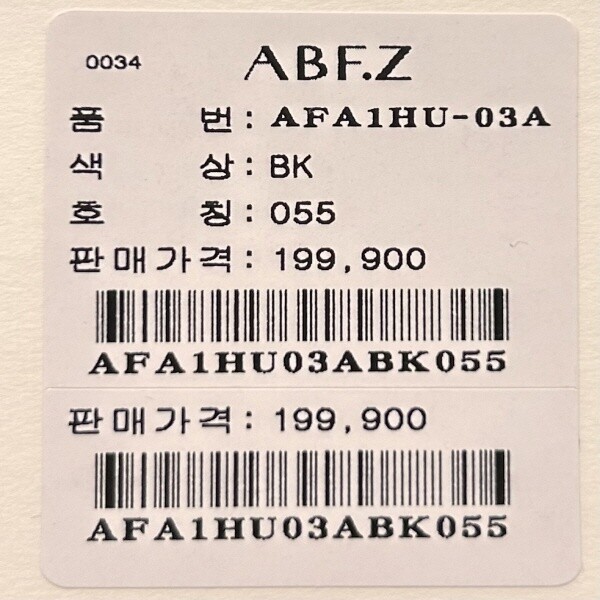 0034 ABF.Z
품 번: AFA1HU-03A
색 상: BK
호 칭: 055
판매가격: 199,900
AFA1HU03ABK055
판매가격: 199,900
AFA1HU03ABK055